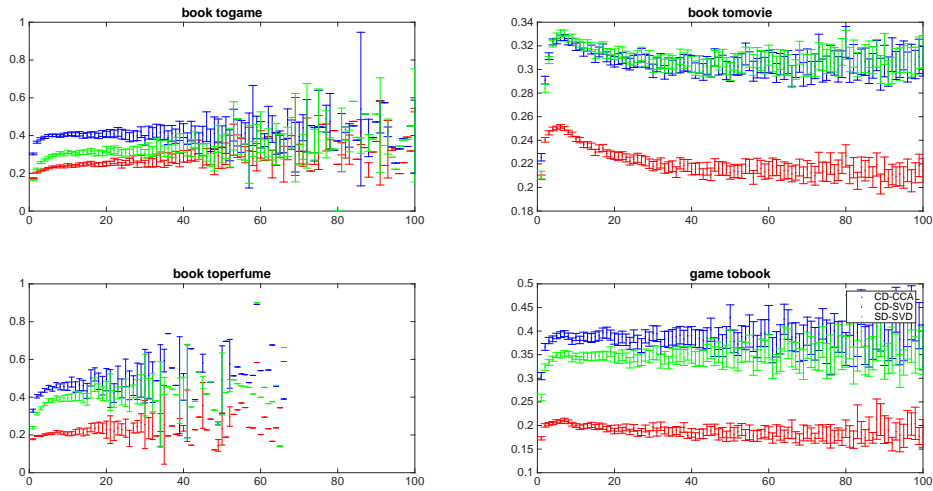 book togame
1
0.8
0.6
0.4
0.2
0
0 20 40 60 80 100
book tomovie
0.34
0.32
0.3
0.28
0.26
0.24
0.22
0.2
0.18
0 20 40 60 80 100
book toperfume
1
0.8
0.6
0.4
0.2
0
0 20 40 60 80 100
game tobook
0.5
0.45
0.4
0.35
0.3
0.25
0.2
0.15
0.1
0 20 40 60 80 100
CD-CCA
CD-SVD
SD-SVD